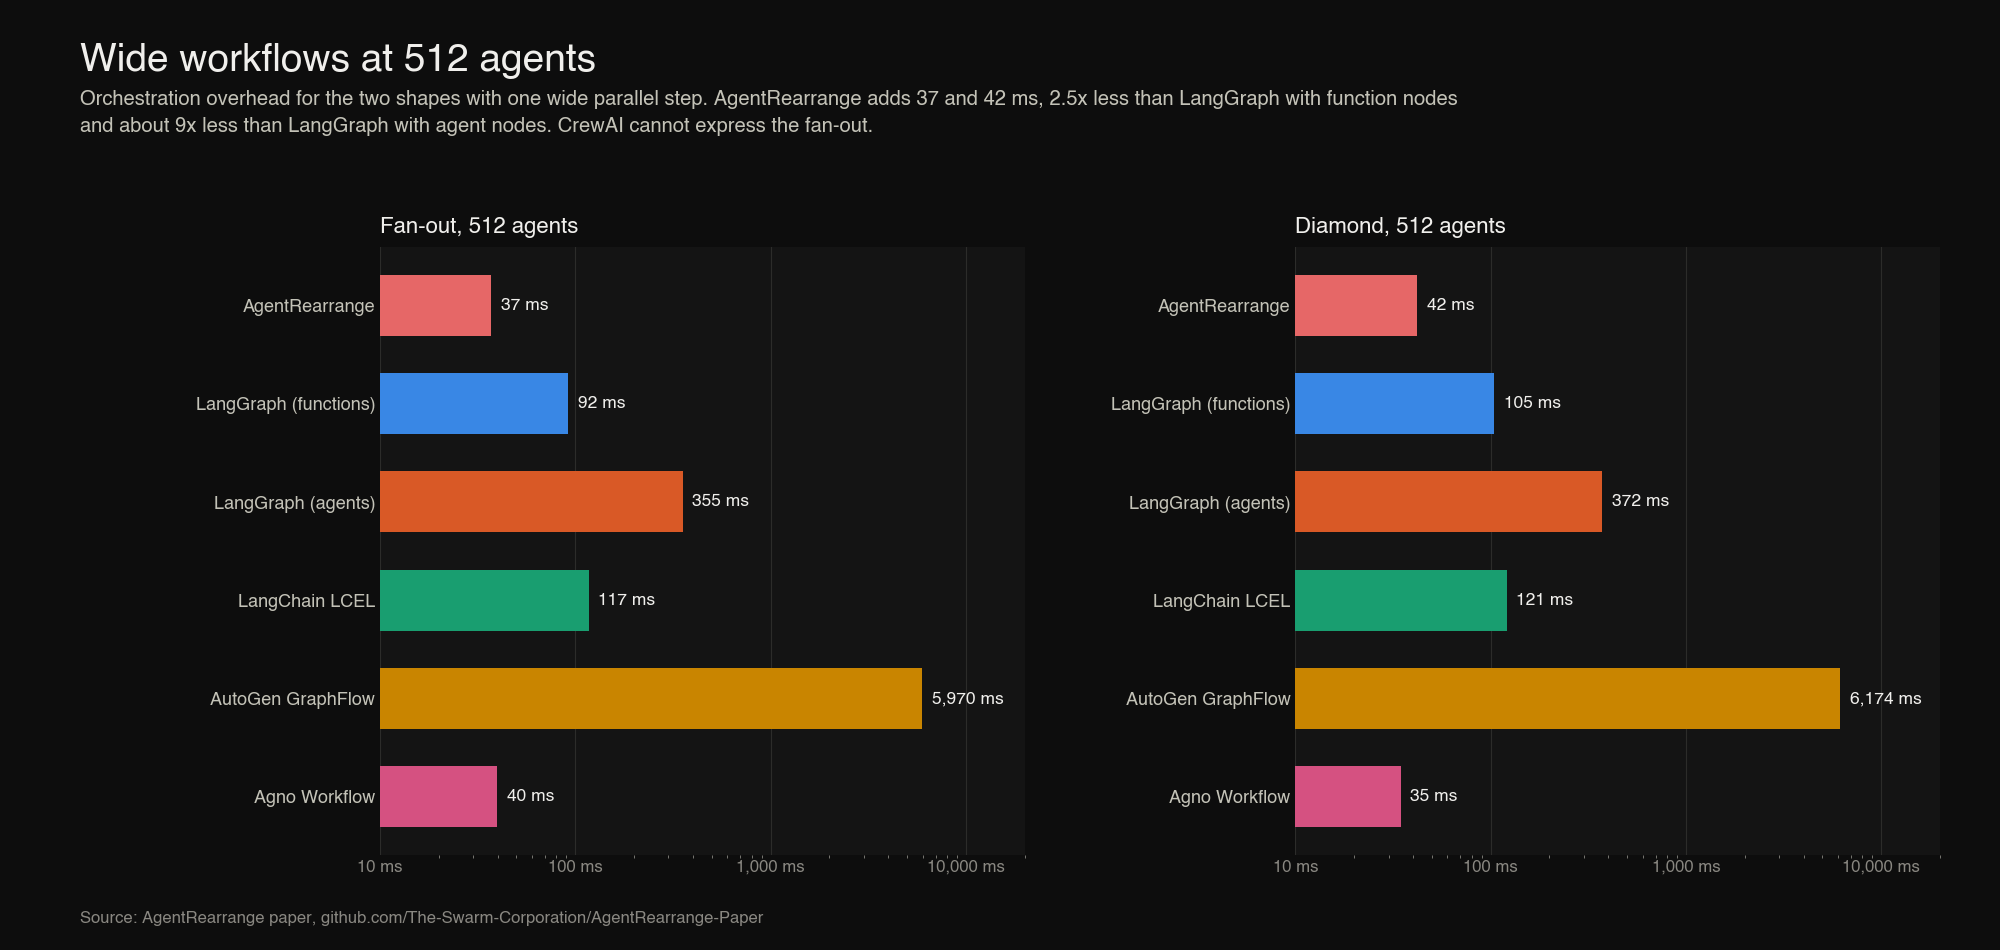 Wide workflows at 512 agents
Orchestration overhead for the two shapes with one wide parallel step. AgentRearrange adds 37 and 42 ms, 2.5x less than LangGraph with function nodes
and about 9x less than LangGraph with agent nodes. CrewAI cannot express the fan-out.
Fan-out, 512 agents
AgentRearrange
37 ms
LangGraph (functions)
92 ms
LangGraph (agents)
355 ms
LangChain LCEL
117 ms
AutoGen GraphFlow
5,970 ms
Agno Workflow
40 ms
10 ms
100 ms
1,000 ms
10,000 ms
Diamond, 512 agents
AgentRearrange
42 ms
LangGraph (functions)
105 ms
LangGraph (agents)
372 ms
LangChain LCEL
121 ms
AutoGen GraphFlow
6,174 ms
Agno Workflow
35 ms
10 ms
100 ms
1,000 ms
10,000 ms
Source: AgentRearrange paper, github.com/The-Swarm-Corporation/AgentRearrange-Paper